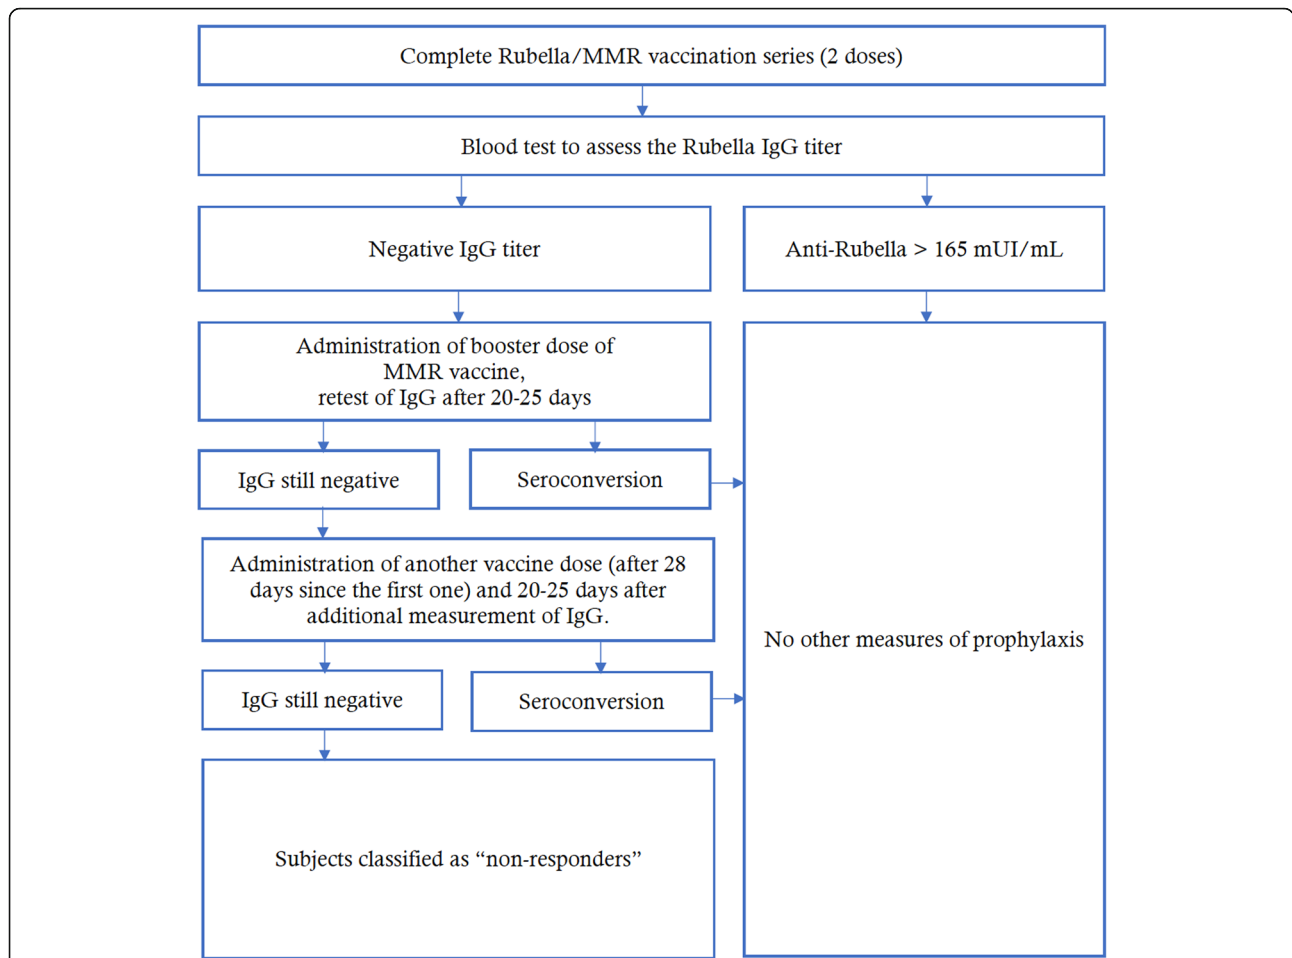 Complete Rubella/MMR vaccination series (2 doses)
Blood test to assess the Rubella IgG titer
Negative IgG titer
Anti-Rubella > 165 mUI/mL
Administration of booster dose of
MMR vaccine,
retest of IgG after 20-25 days
IgG still negative
Seroconversion
Administration of another vaccine dose (after 28
days since the first one) and 20-25 days after
additional measurement of IgG.
No other measures of prophylaxis
IgG still negative
Seroconversion
Subjects classified as “non-responders”